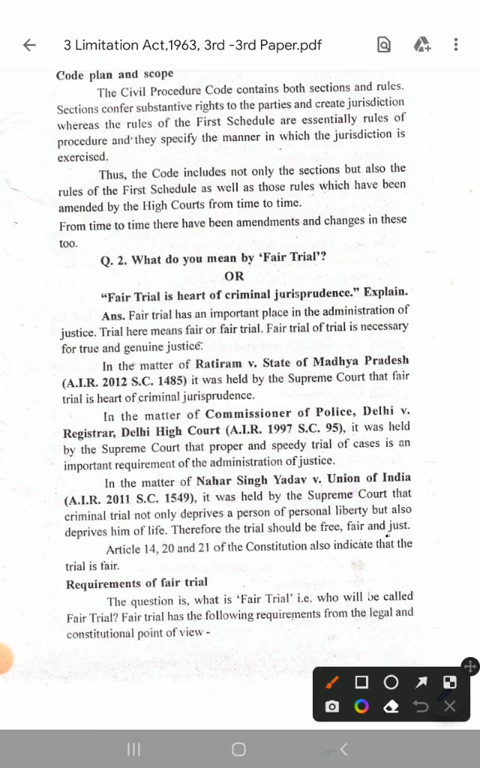 3 Limitation Act,1963, 3rd -3rd Paper.pdf
Code plan and scope
The Civil Procedure Code contains both sections and rules.
Sections confer substantive rights to the parties and create jurisdiction
whereas the rules of the First Schedule are essentially rules of
procedure and they specify the manner in which the jurisdiction is
exercised.
Thus, the Code includes not only the sections but also the
rules of the First Schedule as well as those rules which have been
amended by the High Courts from time to time.
From time to time there have been amendments and changes in these
too.
Q. 2. What do you mean by ‘Fair Trial’?
OR
“Fair Trial is heart of criminal jurisprudence.” Explain.
Ans. Fair trial has an important place in the administration of
justice. Trial here means fair or fair trial. Fair trial of trial is necessary
for true and genuine justice.
In the matter of Ratiram v. State of Madhya Pradesh
(A.I.R. 2012 S.C. 1485) it was held by the Supreme Court that fair
trial is heart of criminal jurisprudence.
In the matter of Commissioner of Police, Delhi v.
Registrar, Delhi High Court (A.I.R. 1997 S.C. 95), it was held
by the Supreme Court that proper and speedy trial of cases is an
important requirement of the administration of justice.
In the matter of Nahar Singh Yadav v. Union of India
(A.I.R. 2011 S.C. 1549), it was held by the Supreme Court that
criminal trial not only deprives a person of personal liberty but also
deprives him of life. Therefore the trial should be free, fair and just.
Article 14, 20 and 21 of the Constitution also indicate that the
trial is fair.
Requirements of fair trial
The question is, what is ‘Fair Trial’ i.e. who will be called
Fair Trial? Fair trial has the following requirements from the legal and
constitutional point of view -